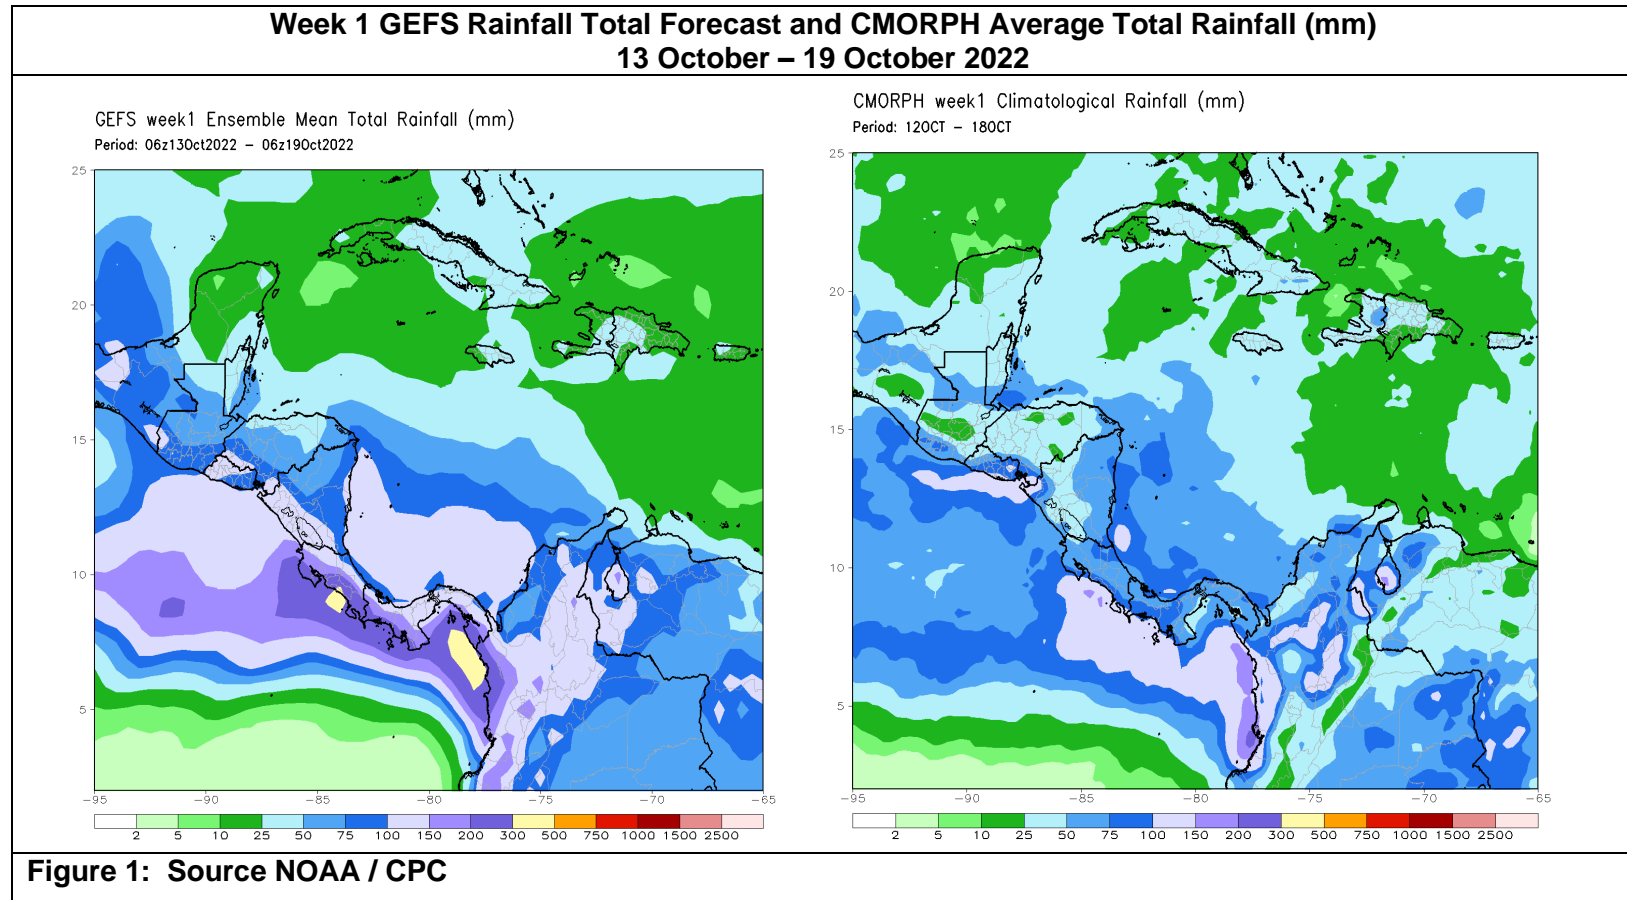 Week 1 GEFS Rainfall Total Forecast and CMORPH Average Total Rainfall (mm)
13 October – 19 October 2022
GEFS week1 Ensemble Mean Total Rainfall (mm)
Period: 06z13Oct2022 – 06z19Oct2022
25
20
15
10
5
−95 −90 −85 −80 −75 −70 −65
2 5 10 25 50 75 100 150 200 300 500 750 1000 1500 2500
CMORPH week1 Climatological Rainfall (mm)
Period: 12OCT – 18OCT
25
20
15
10
5
−95 −90 −85 −80 −75 −70 −65
2 5 10 25 50 75 100 150 200 300 500 750 1000 1500 2500
Figure 1: Source NOAA / CPC